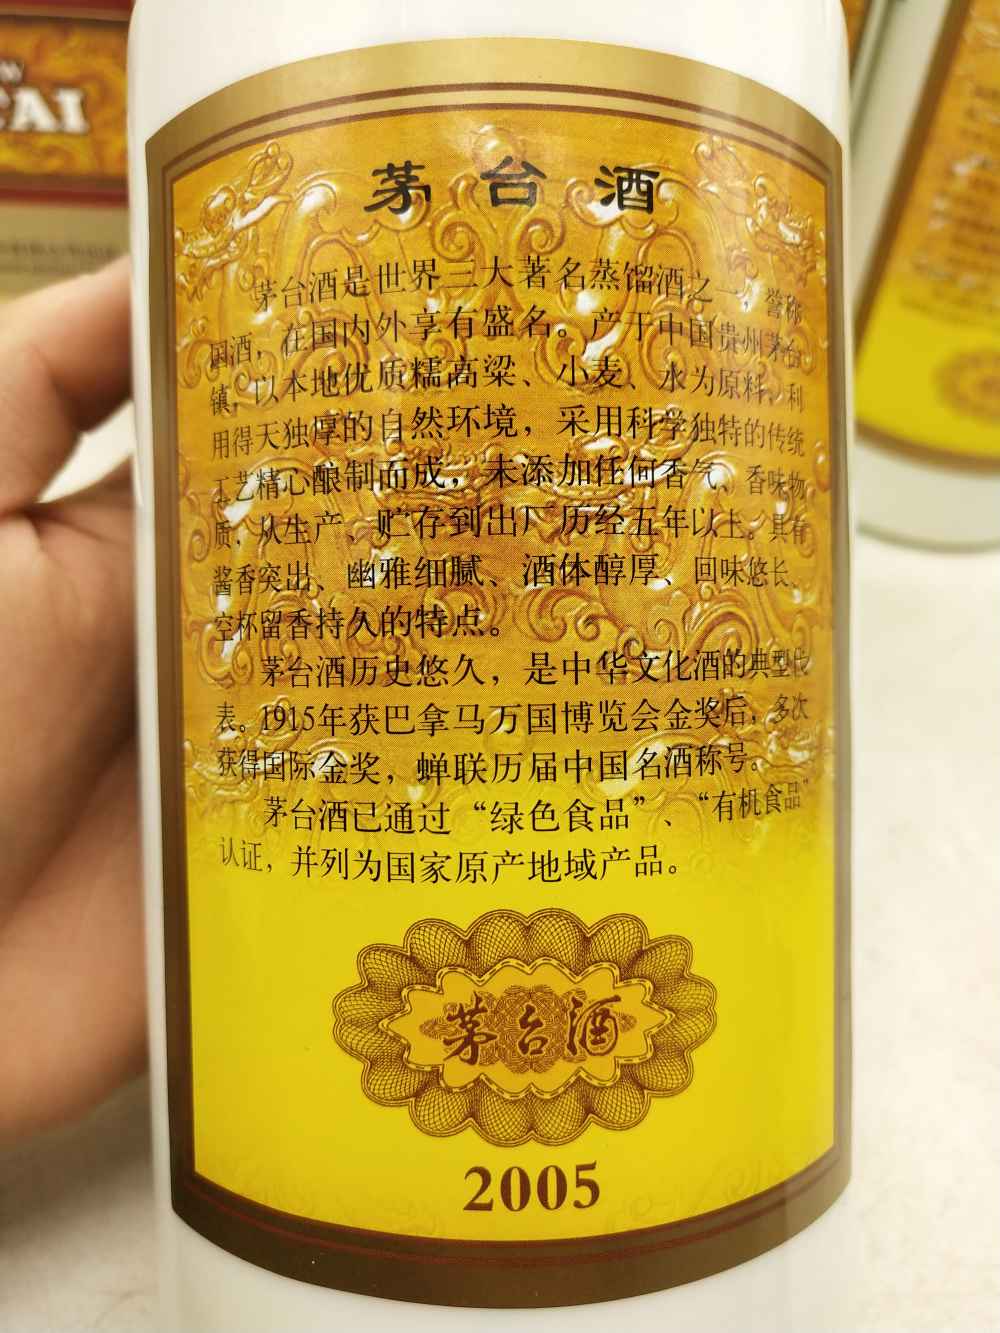 TAI
茅台酒
茅台酒是世界三大著名蒸馏酒之一，誉称
国酒，在国内外享有盛名。产于中国贵州茅台
镇，以本地优质糯高粱、小麦、水为原料，利
用得天独厚的自然环境，采用科学独特的传统
工艺精心酿制而成，未添加任何香气、香味物
质，从生产、贮存到出厂历经五年以上。具有
酱香突出、幽雅细腻、酒体醇厚、回味悠长、
空杯留香持久的特点。
茅台酒历史悠久，是中华文化酒的典型代
表。1915年获巴拿马万国博览会金奖后，多次
获得国际金奖，蝉联历届中国名酒称号。
茅台酒已通过“绿色食品”、“有机食品”
认证，并列为国家原产地域产品。
茅台酒
2005